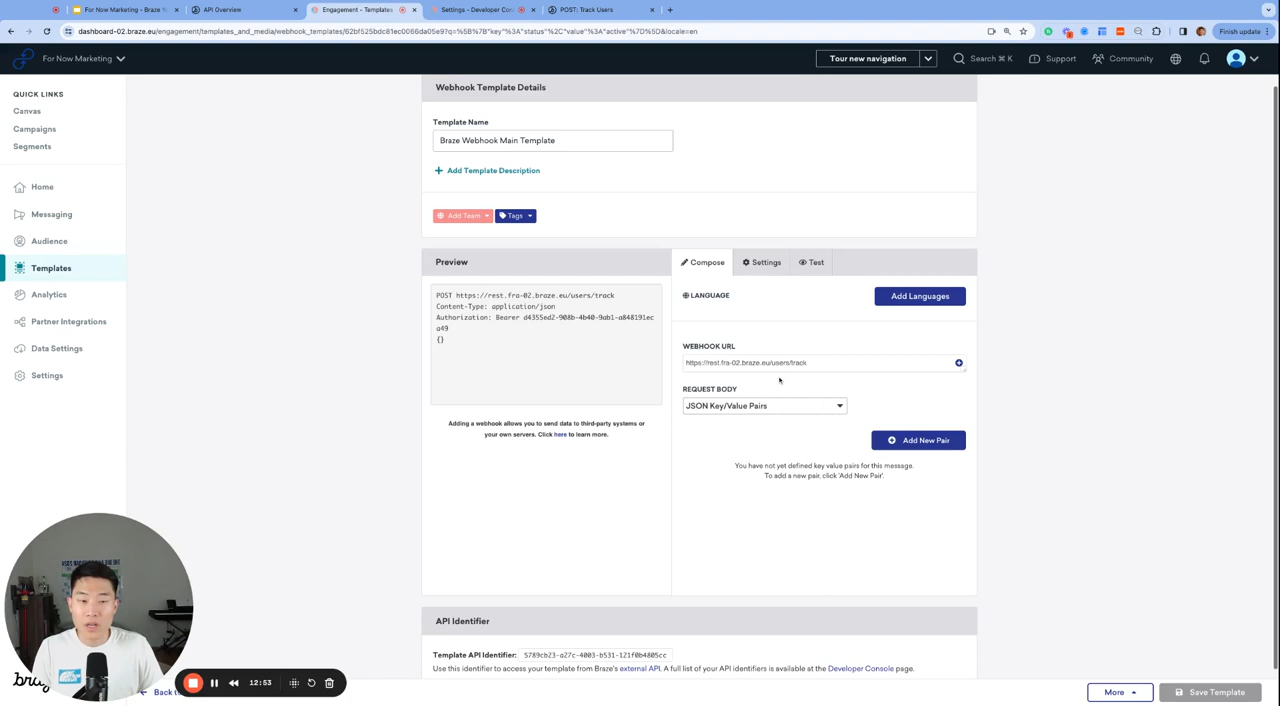 For Now Marketing - Braze
API Overview
Engagement - Templates
Settings - Developer Con
POST: Track Users
dashboard-02.braze.eu/engagement/templates_and_media/webhook_templates/62bf525bdc81ec0066da05e9?q=%5B%7B"key"%3A"status"%2C"value"%3A"active"%7D%5D&locale=en
Finish update
For Now Marketing
Tour new navigation
Search ⌘ K
Support
Community
QUICK LINKS
Canvas
Campaigns
Segments
Home
Messaging
Audience
Templates
Analytics
Partner Integrations
Data Settings
Settings
Webhook Template Details
Template Name
Braze Webhook Main Template
Add Template Description
Add Team
Tags
Preview
Compose
Settings
Test
POST https://rest.fra-02.braze.eu/users/track
Content-Type: application/json
Authorization: Bearer d4355ed2-908b-4b40-9ab1-a848191ec
a49
{}
Adding a webhook allows you to send data to third-party systems or
your own servers. Click here to learn more.
LANGUAGE
Add Languages
WEBHOOK URL
https://rest.fra-02.braze.eu/users/track
REQUEST BODY
JSON Key/Value Pairs
Add New Pair
You have not yet defined key value pairs for this message.
To add a new pair, click 'Add New Pair'.
API Identifier
Template API Identifier: 5789cb23-a27c-4003-b531-121f0b4805cc
Use this identifier to access your template from Braze's external API. A full list of your API identifiers is available at the Developer Console page.
12:53
Back to
More
Save Template